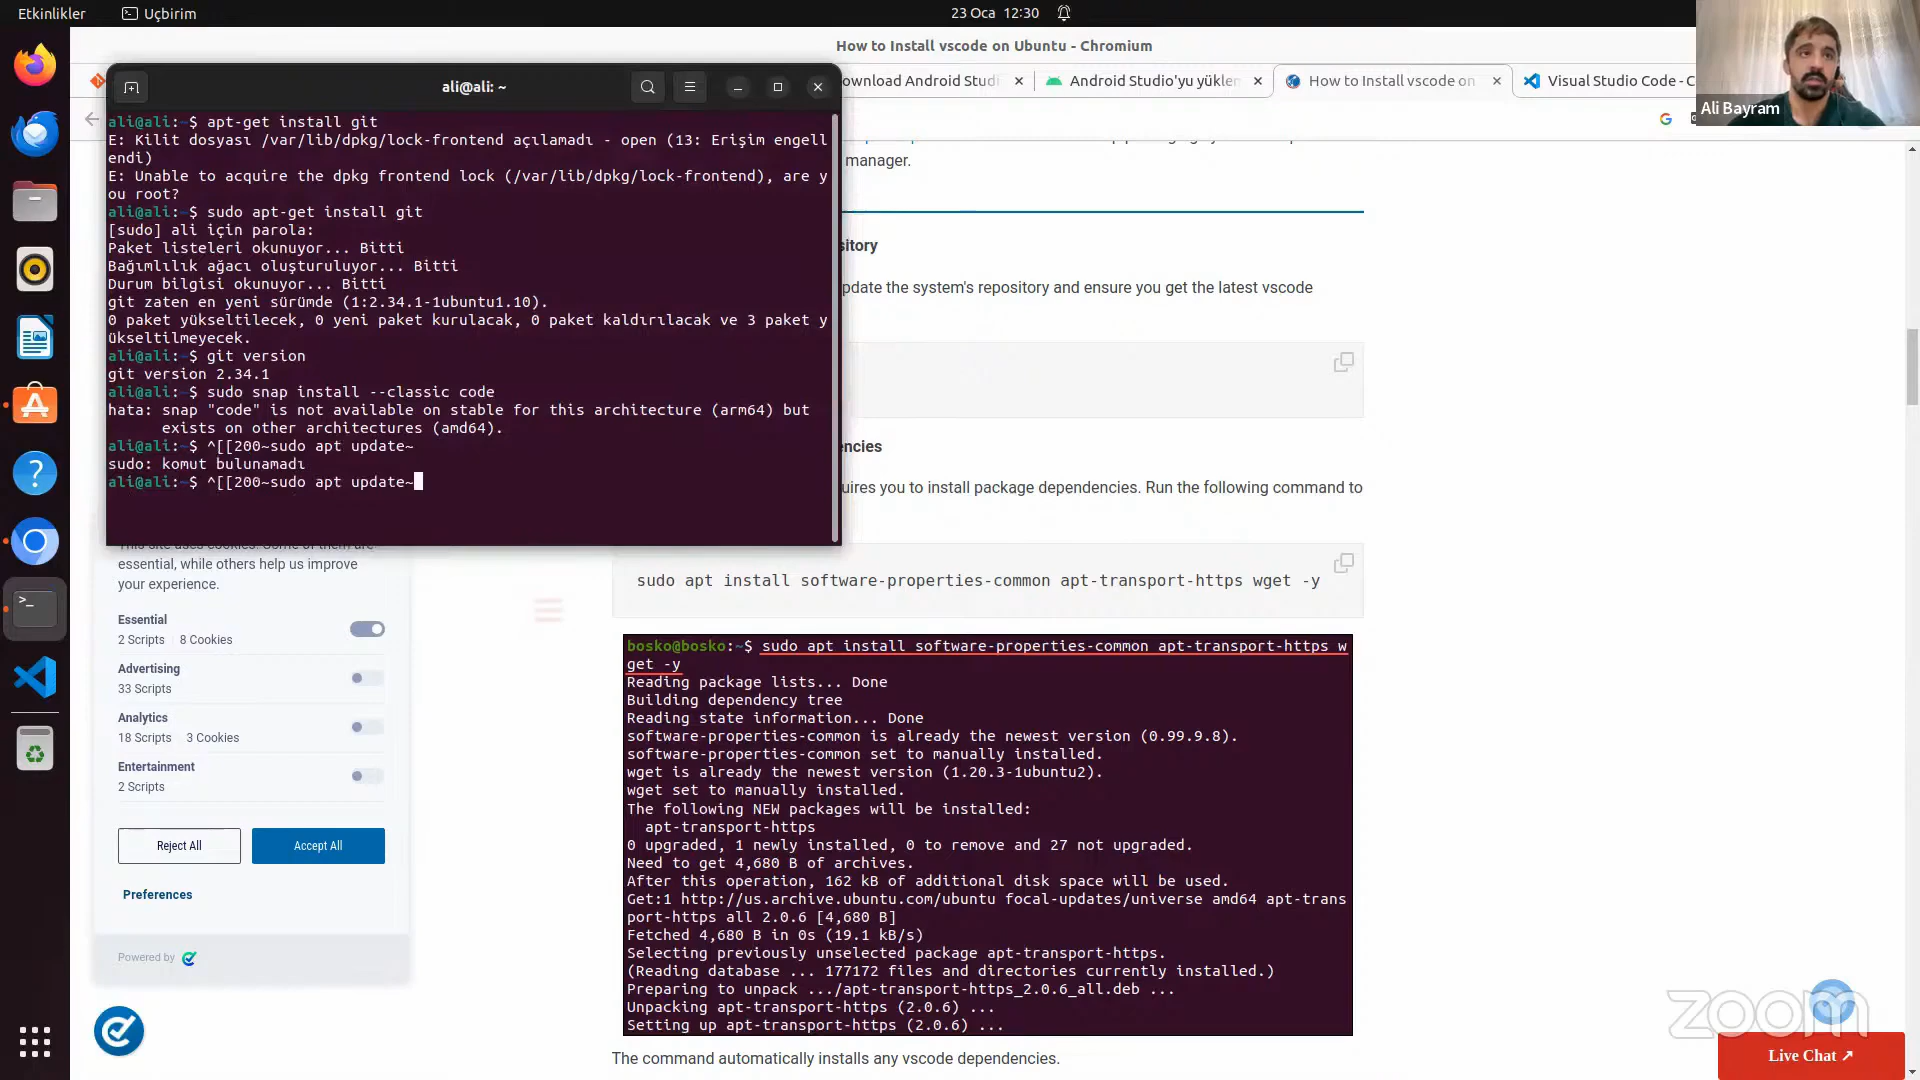 Etkinlikler
Uçbirim
23 Oca 12:30
How to Install vscode on Ubuntu - Chromium
ownload Android Studi
Android Studio'yu yüklen
How to Install vscode on
Visual Studio Code - C
Ali Bayram
ali@ali: ~
ali@ali:~$ apt-get install git
E: Kilit dosyası /var/lib/dpkg/lock-frontend açılamadı - open (13: Erişim engell
endi)
E: Unable to acquire the dpkg frontend lock (/var/lib/dpkg/lock-frontend), are y
ou root?
ali@ali:~$ sudo apt-get install git
[sudo] ali için parola:
Paket listeleri okunuyor... Bitti
Bağımlılık ağacı oluşturuluyor... Bitti
Durum bilgisi okunuyor... Bitti
git zaten en yeni sürümde (1:2.34.1-1ubuntu1.10).
0 paket yükseltilecek, 0 yeni paket kurulacak, 0 paket kaldırılacak ve 3 paket y
ükseltilmeyecek.
ali@ali:~$ git version
git version 2.34.1
ali@ali:~$ sudo snap install --classic code
hata: snap "code" is not available on stable for this architecture (arm64) but
exists on other architectures (amd64).
ali@ali:~$ ^[[200~sudo apt update~
sudo: komut bulunamadı
ali@ali:~$ ^[[200~sudo apt update~
manager.
sitory
pdate the system's repository and ensure you get the latest vscode
encies
uires you to install package dependencies. Run the following command to
sudo apt install software-properties-common apt-transport-https wget -y
bosko@bosko:~$ sudo apt install software-properties-common apt-transport-https w
get -y
Reading package lists... Done
Building dependency tree
Reading state information... Done
software-properties-common is already the newest version (0.99.9.8).
software-properties-common set to manually installed.
wget is already the newest version (1.20.3-1ubuntu2).
wget set to manually installed.
The following NEW packages will be installed:
apt-transport-https
0 upgraded, 1 newly installed, 0 to remove and 27 not upgraded.
Need to get 4,680 B of archives.
After this operation, 162 kB of additional disk space will be used.
Get:1 http://us.archive.ubuntu.com/ubuntu focal-updates/universe amd64 apt-trans
port-https all 2.0.6 [4,680 B]
Fetched 4,680 B in 0s (19.1 kB/s)
Selecting previously unselected package apt-transport-https.
(Reading database ... 177172 files and directories currently installed.)
Preparing to unpack .../apt-transport-https_2.0.6_all.deb ...
Unpacking apt-transport-https (2.0.6) ...
Setting up apt-transport-https (2.0.6) ...
The command automatically installs any vscode dependencies.
This site uses cookies. Some of them are
essential, while others help us improve
your experience.
Essential
2 Scripts 8 Cookies
Advertising
33 Scripts
Analytics
18 Scripts 3 Cookies
Entertainment
2 Scripts
Reject All
Accept All
Preferences
Powered by
zoom
Live Chat